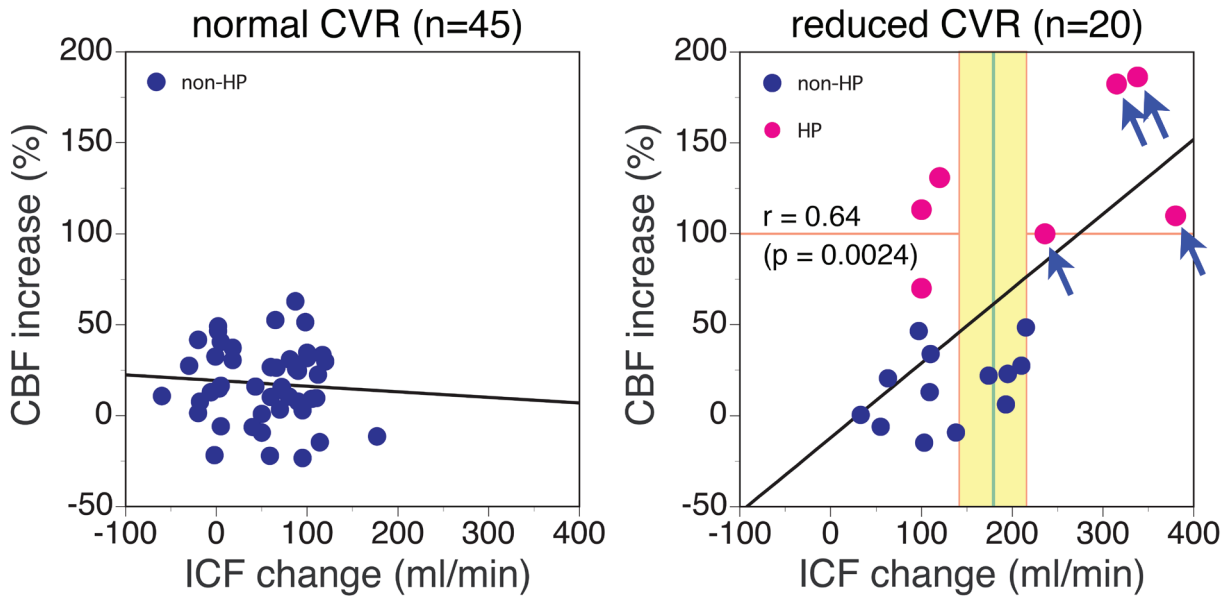 normal CVR (n=45)
200
150
100
50
0
-50
-100
0
100
200
300
400
CBF increase (%)
ICF change (ml/min)
non-HP
reduced CVR (n=20)
200
150
100
50
0
-50
-100
0
100
200
300
400
CBF increase (%)
ICF change (ml/min)
non-HP
HP
r = 0.64
(p = 0.0024)